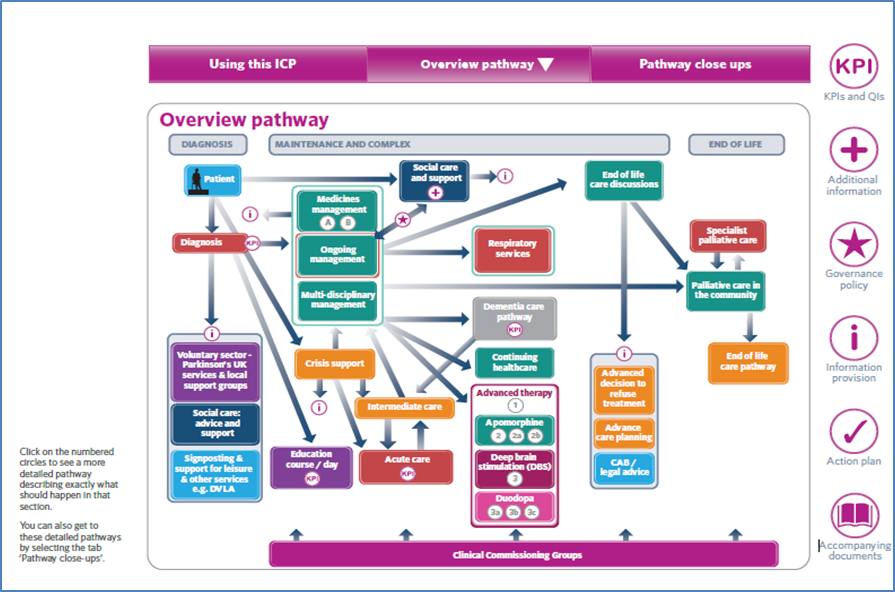 Using this ICP
Overview pathway
Pathway close ups
KPI
KPIs and QIs
Overview pathway
DIAGNOSIS
MAINTENANCE AND COMPLEX
END OF LIFE
Patient
Social care
and support
i
End of life
care discussions
Additional
information
Medicines
management
A B
i
Diagnosis
KPI
Ongoing
management
Respiratory
services
Specialist
palliative care
Governance
policy
Multi-disciplinary
management
Palliative care in
the community
Dementia care
pathway
KPI
i
Voluntary sector -
Parkinson's UK
services & local
support groups
Crisis support
i
Continuing
healthcare
i
End of life
care pathway
i
Information
provision
Social care:
advice and
support
Intermediate care
Advanced therapy
1
Advanced
decision to
refuse
treatment
Apomorphine
2 2a 2b
Advance
care planning
Signposting &
support for leisure
& other services
e.g. DVLA
Education
course / day
KPI
Acute care
KPI
Deep brain
stimulation (DBS)
3
CAB /
legal advice
Action plan
Duodopa
3a 3b 3c
Click on the numbered
circles to see a more
detailed pathway
describing exactly what
should happen in that
section.
You can also get to
these detailed pathways
by selecting the tab
'Pathway close-ups'.
Clinical Commissioning Groups
Accompanying
documents